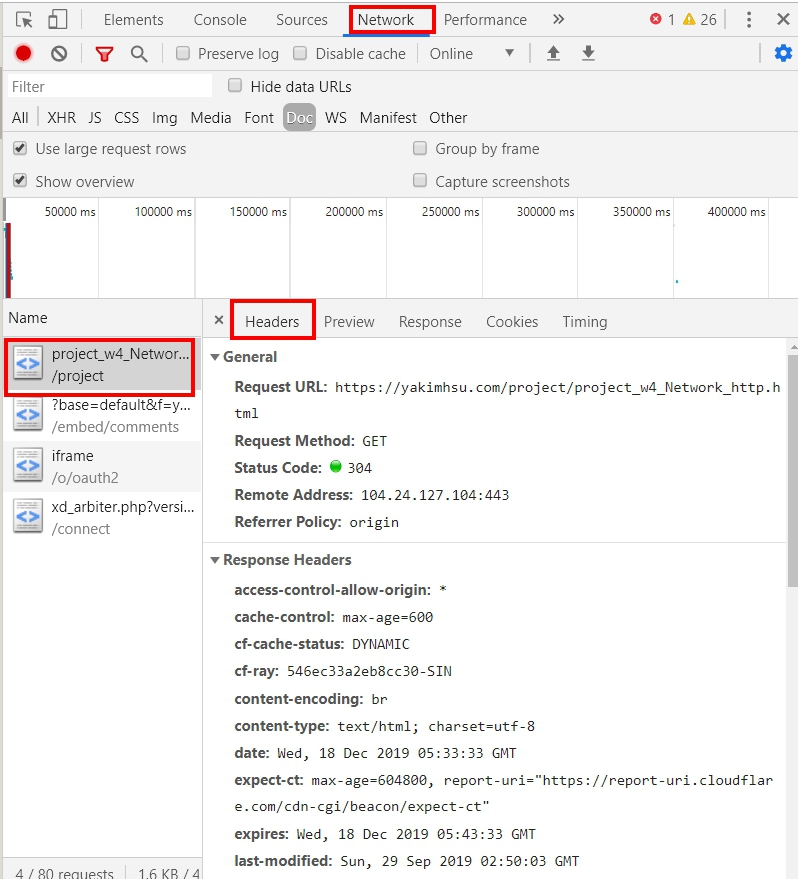 Elements Console Sources Network Performance » 1 26
Preserve log Disable cache Online
Filter Hide data URLs
All XHR JS CSS Img Media Font Doc WS Manifest Other
Use large request rows Group by frame
Show overview Capture screenshots
50000 ms 100000 ms 150000 ms 200000 ms 250000 ms 300000 ms 350000 ms 400000 ms
Name
project_w4_Networ...
/project
?base=default&f=y...
/embed/comments
iframe
/o/oauth2
xd_arbiter.php?versi...
/connect
4 / 80 requests 1.6 KB / 4
× Headers Preview Response Cookies Timing
General
Request URL: https://yakimhsu.com/project/project_w4_Network_http.h
tml
Request Method: GET
Status Code: 304
Remote Address: 104.24.127.104:443
Referrer Policy: origin
Response Headers
access-control-allow-origin: *
cache-control: max-age=600
cf-cache-status: DYNAMIC
cf-ray: 546ec33a2eb8cc30-SIN
content-encoding: br
content-type: text/html; charset=utf-8
date: Wed, 18 Dec 2019 05:33:33 GMT
expect-ct: max-age=604800, report-uri="https://report-uri.cloudflar
e.com/cdn-cgi/beacon/expect-ct"
expires: Wed, 18 Dec 2019 05:43:33 GMT
last-modified: Sun, 29 Sep 2019 02:50:03 GMT